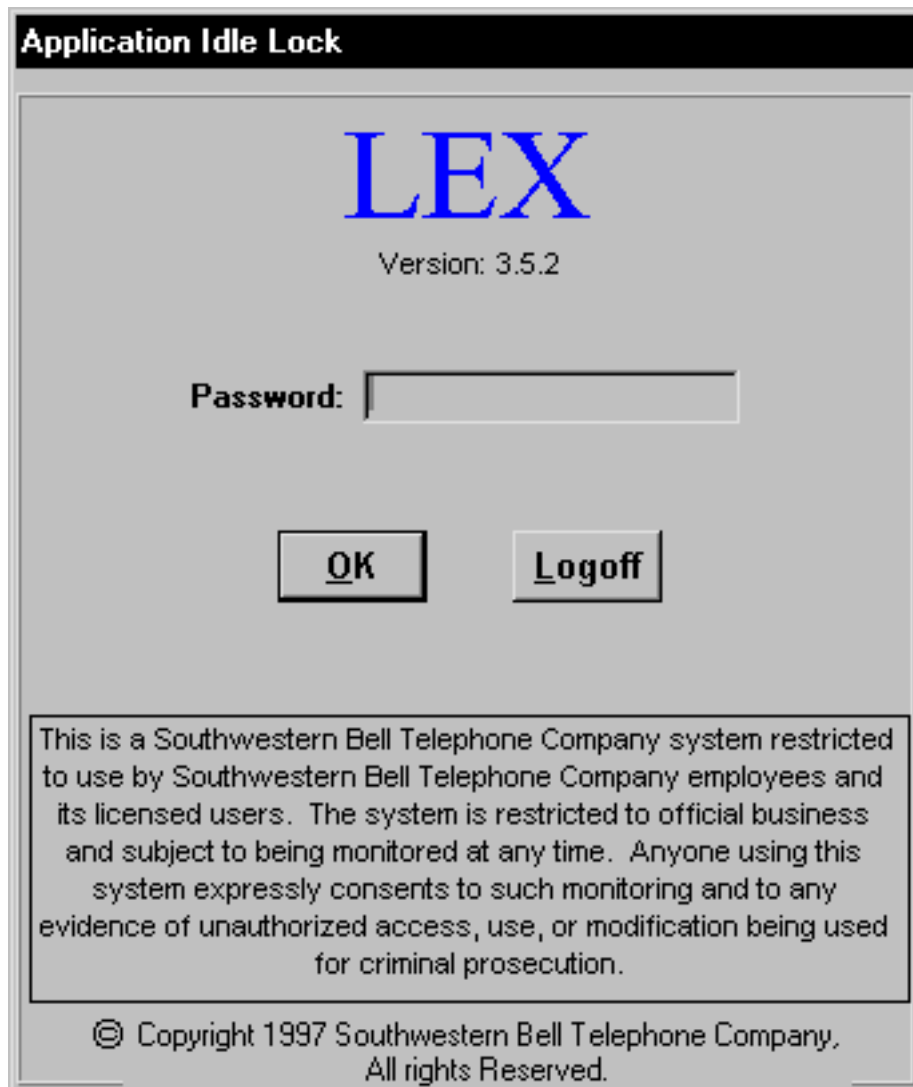 Application Idle Lock
LEX
Version: 3.5.2
Password:
OK
Logoff
This is a Southwestern Bell Telephone Company system restricted
to use by Southwestern Bell Telephone Company employees and
its licensed users.  The system is restricted to official business
and subject to being monitored at any time.  Anyone using this
system expressly consents to such monitoring and to any
evidence of unauthorized access, use, or modification being used
for criminal prosecution.
© Copyright 1997 Southwestern Bell Telephone Company,
All rights Reserved.